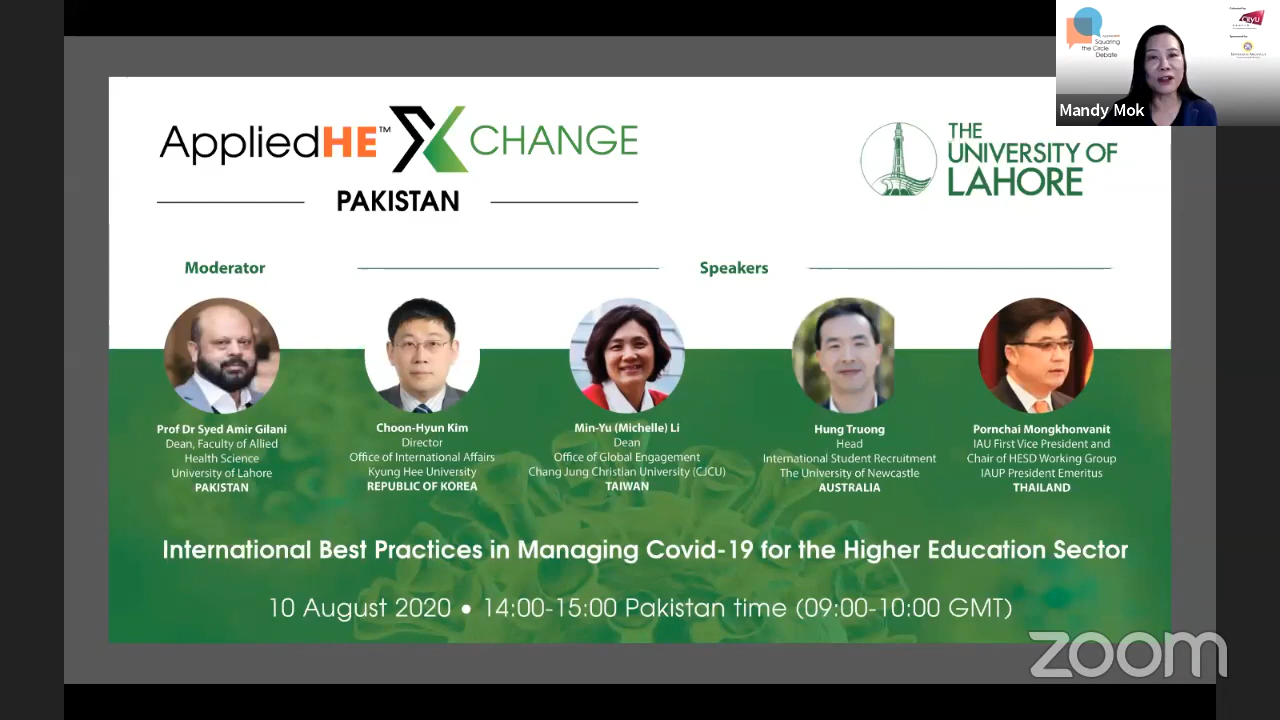 AppliedHE™ XCHANGE
PAKISTAN
THE
UNIVERSITY OF
LAHORE
Squaring
the Circle
Debate
Mandy Mok
Moderator
Speakers
Prof Dr Syed Amir Gilani
Dean, Faculty of Allied
Health Science
University of Lahore
PAKISTAN
Choon-Hyun Kim
Director
Office of International Affairs
Kyung Hee University
REPUBLIC OF KOREA
Min-Yu (Michelle) Li
Dean
Office of Global Engagement
Chang Jung Christian University (CJCU)
TAIWAN
Hung Truong
Head
International Student Recruitment
The University of Newcastle
AUSTRALIA
Pornchai Mongkhonvanit
IAU First Vice President and
Chair of HESD Working Group
IAUP President Emeritus
THAILAND
International Best Practices in Managing Covid-19 for the Higher Education Sector
10 August 2020 • 14:00-15:00 Pakistan time (09:00-10:00 GMT)
zoom